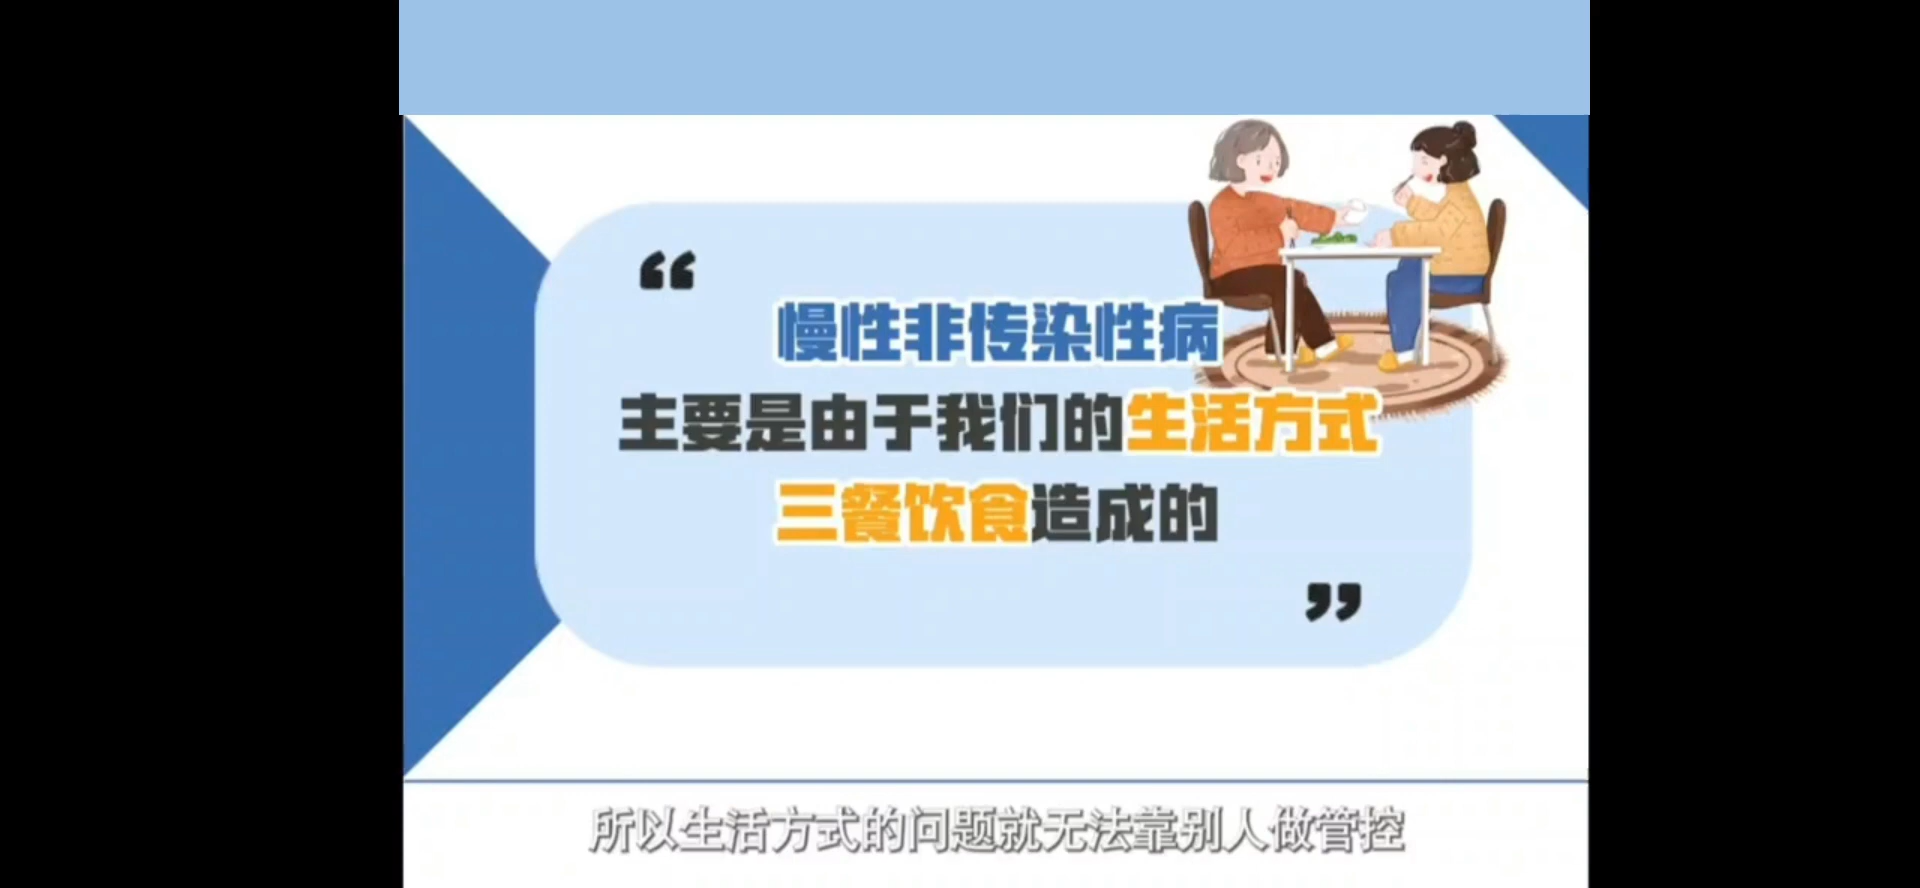 “
慢性非传染性病
主要是由于我们的生活方式
三餐饮食造成的
”
所以生活方式的问题就无法靠别人做管控